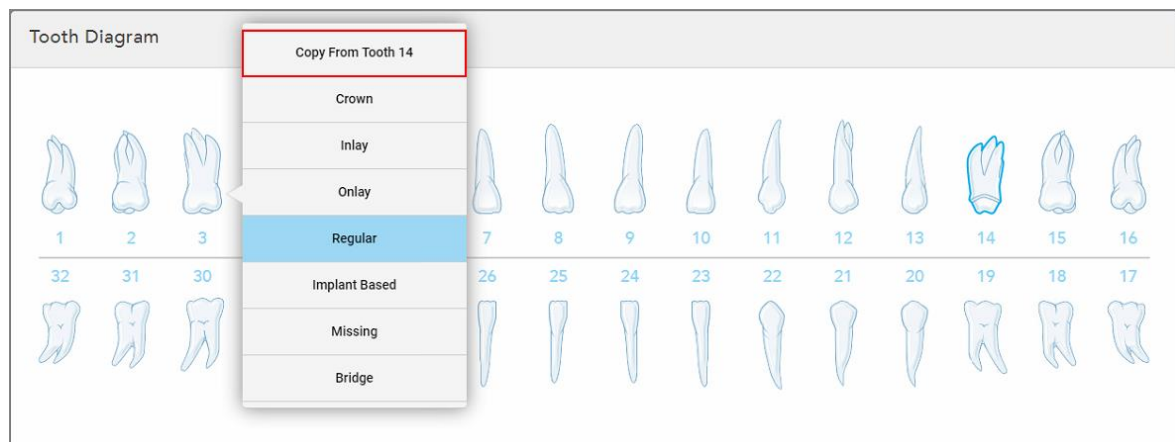 Tooth Diagram
Copy From Tooth 14
Crown
Inlay
Onlay
Regular
Implant Based
Missing
Bridge
1 2 3 7 8 9 10 11 12 13 14 15 16
32 31 30 26 25 24 23 22 21 20 19 18 17